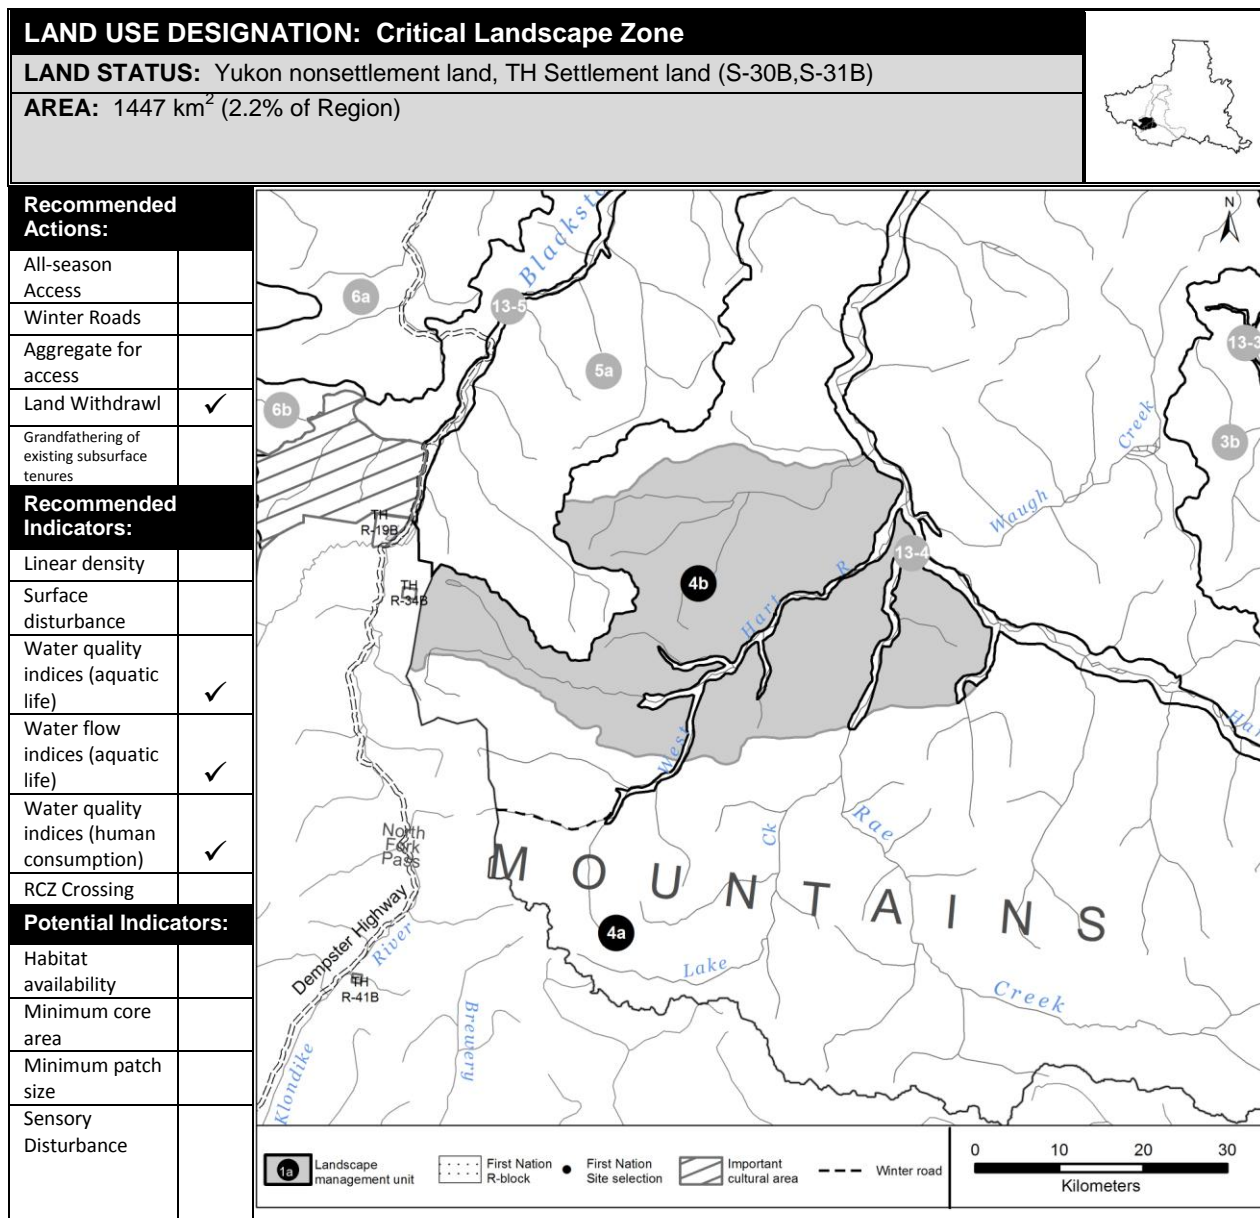 LAND USE DESIGNATION: Critical Landscape Zone
LAND STATUS: Yukon nonsettlement land, TH Settlement land (S-30B,S-31B)
AREA: 1447 km² (2.2% of Region)
Recommended
Actions:
All-season
Access
Winter Roads
Aggregate for
access
Land Withdrawl ✓
Grandfathering of
existing subsurface
tenures
Recommended
Indicators:
Linear density
Surface
disturbance
Water quality
indices (aquatic
life) ✓
Water flow
indices (aquatic
life) ✓
Water quality
indices (human
consumption) ✓
RCZ Crossing
Potential Indicators:
Habitat
availability
Minimum core
area
Minimum patch
size
Sensory
Disturbance
N
Blacksto
6a
13-5
5a
13-3
6b
3b
Creek
Waugh
TH
R-19B
13-4
TH
R-34B
4b
Hart R
West
Har
North
Fork
Pass
Ck
Rae
MOUNTAINS
Dempster Highway
River
4a
Lake
Creek
TH
R-41B
Brewery
Klondike
1a
Landscape
management unit
First Nation
R-block
First Nation
Site selection
Important
cultural area
Winter road
0 10 20 30
Kilometers